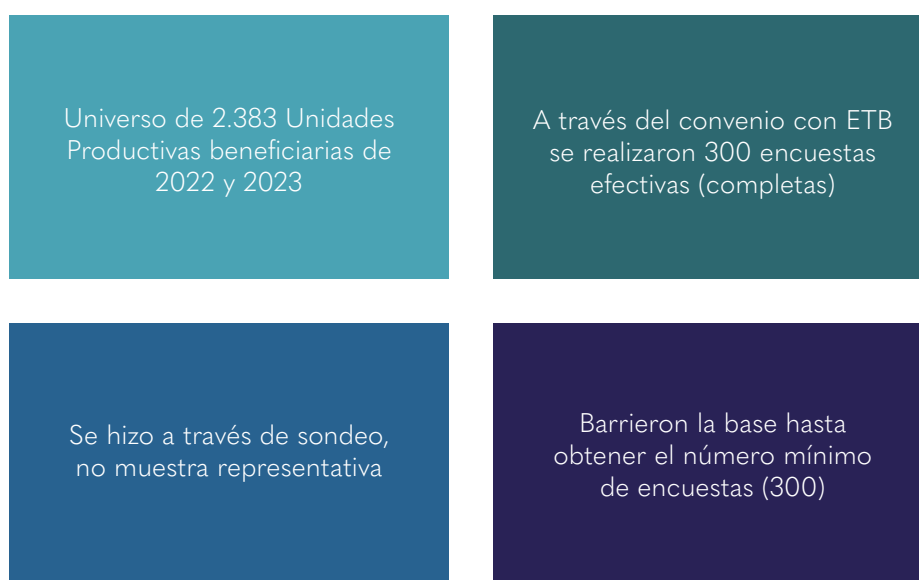 Universo de 2.383 Unidades
Productivas beneficiarias de
2022 y 2023
A través del convenio con ETB
se realizaron 300 encuestas
efectivas (completas)
Se hizo a través de sondeo,
no muestra representativa
Barrieron la base hasta
obtener el número mínimo
de encuestas (300)